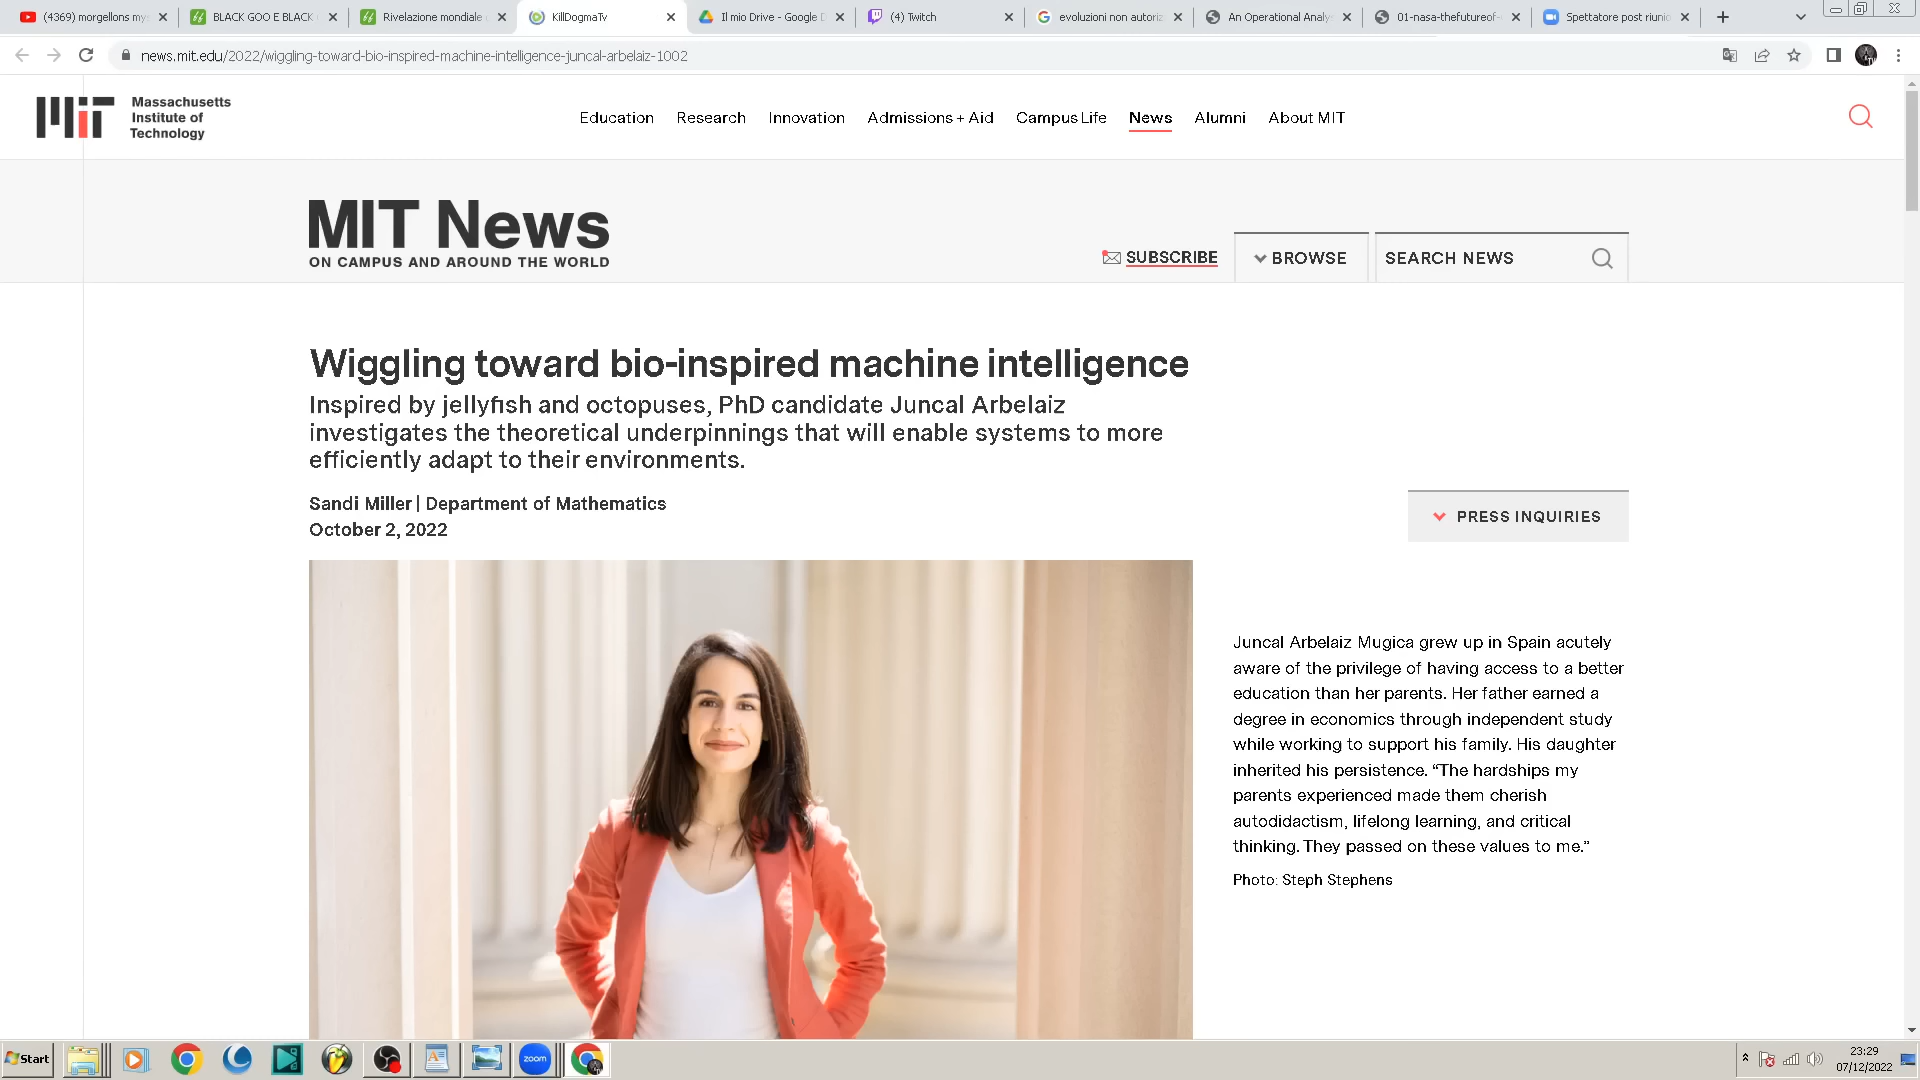 (4369) morgellons mys
BLACK GOO E BLACK
Rivelazione mondiale
KillDogmaTv
Il mio Drive - Google D
(4) Twitch
evoluzioni non autoriz
An Operational Analy
01-nasa-thefutureof-
Spettatore post riunio
news.mit.edu/2022/wiggling-toward-bio-inspired-machine-intelligence-juncal-arbelaiz-1002
MIT
Massachusetts
Institute of
Technology
Education
Research
Innovation
Admissions + Aid
Campus Life
News
Alumni
About MIT
MIT News
ON CAMPUS AND AROUND THE WORLD
SUBSCRIBE
BROWSE
SEARCH NEWS
Wiggling toward bio-inspired machine intelligence
Inspired by jellyfish and octopuses, PhD candidate Juncal Arbelaiz
investigates the theoretical underpinnings that will enable systems to more
efficiently adapt to their environments.
Sandi Miller | Department of Mathematics
October 2, 2022
PRESS INQUIRIES
Juncal Arbelaiz Mugica grew up in Spain acutely
aware of the privilege of having access to a better
education than her parents. Her father earned a
degree in economics through independent study
while working to support his family. His daughter
inherited his persistence. “The hardships my
parents experienced made them cherish
autodidactism, lifelong learning, and critical
thinking. They passed on these values to me.”
Photo: Steph Stephens
Start
zoom
23:29
07/12/2022